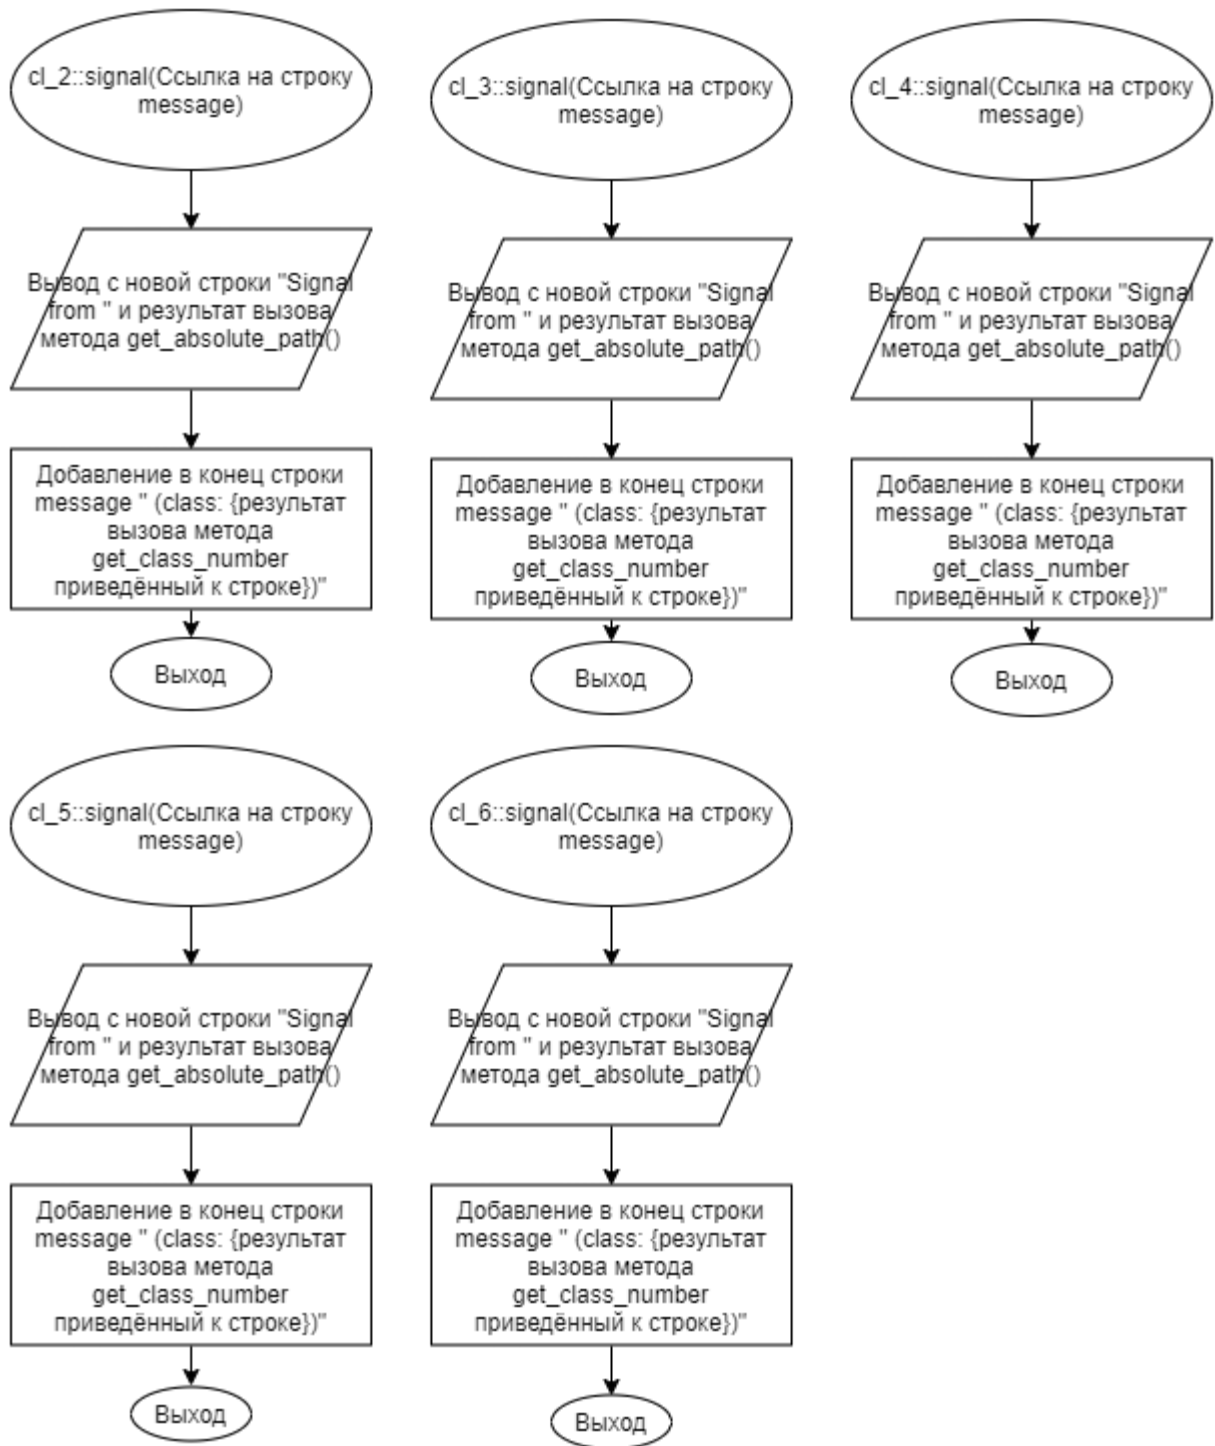 cl_2::signal(Ссылка на строку
message)
Вывод с новой строки "Signal
from " и результат вызова
метода get_absolute_path()
Добавление в конец строки
message " (class: {результат
вызова метода
get_class_number
приведённый к строке})"
Выход
cl_3::signal(Ссылка на строку
message)
Вывод с новой строки "Signal
from " и результат вызова
метода get_absolute_path()
Добавление в конец строки
message " (class: {результат
вызова метода
get_class_number
приведённый к строке})"
Выход
cl_4::signal(Ссылка на строку
message)
Вывод с новой строки "Signal
from " и результат вызова
метода get_absolute_path()
Добавление в конец строки
message " (class: {результат
вызова метода
get_class_number
приведённый к строке})"
Выход
cl_5::signal(Ссылка на строку
message)
Вывод с новой строки "Signal
from " и результат вызова
метода get_absolute_path()
Добавление в конец строки
message " (class: {результат
вызова метода
get_class_number
приведённый к строке})"
Выход
cl_6::signal(Ссылка на строку
message)
Вывод с новой строки "Signal
from " и результат вызова
метода get_absolute_path()
Добавление в конец строки
message " (class: {результат
вызова метода
get_class_number
приведённый к строке})"
Выход